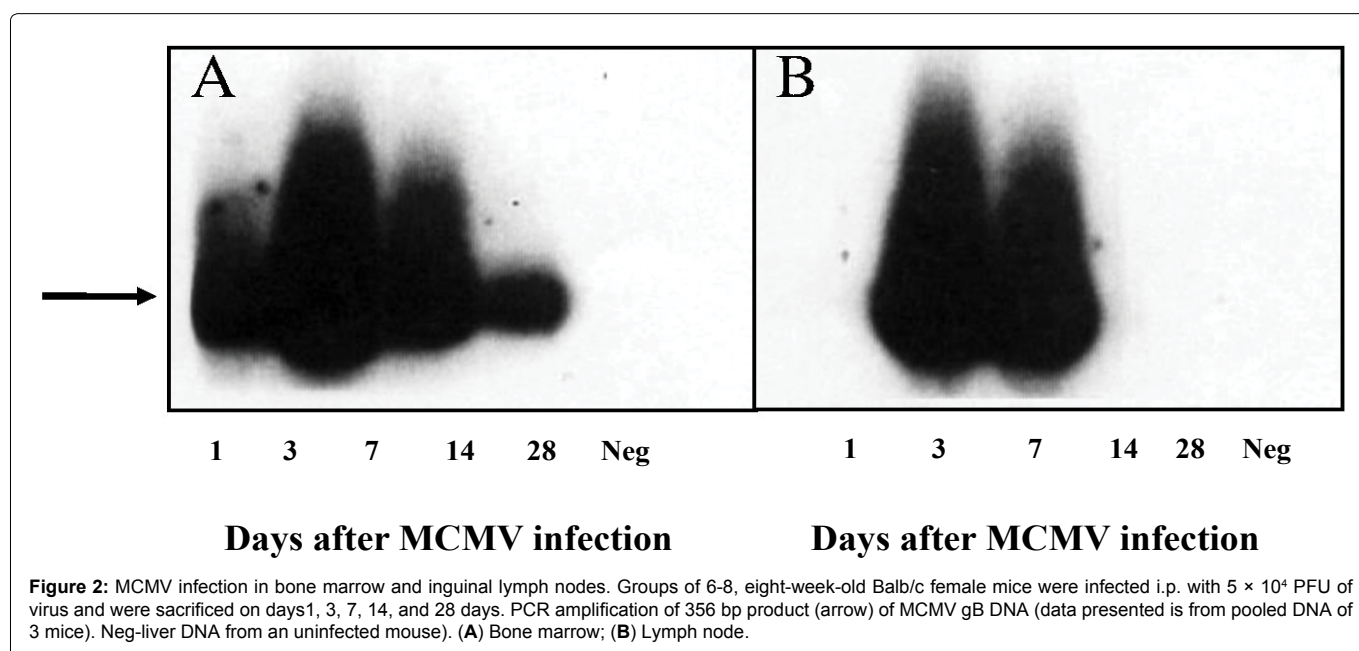 A B
1 3 7 14 28 Neg 1 3 7 14 28 Neg
Days after MCMV infection Days after MCMV infection
Figure 2: MCMV infection in bone marrow and inguinal lymph nodes. Groups of 6-8, eight-week-old Balb/c female mice were infected i.p. with 5 × 10⁴ PFU of
virus and were sacrificed on days1, 3, 7, 14, and 28 days. PCR amplification of 356 bp product (arrow) of MCMV gB DNA (data presented is from pooled DNA of
3 mice). Neg-liver DNA from an uninfected mouse). (A) Bone marrow; (B) Lymph node.